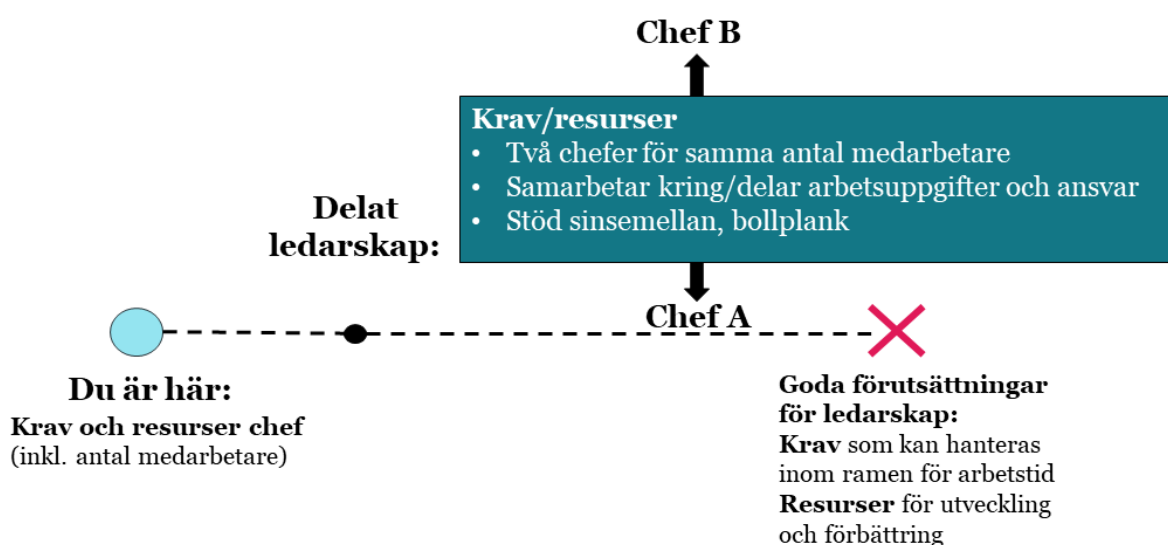 Chef B
Krav/resurser
• Två chefer för samma antal medarbetare
• Samarbetar kring/delar arbetsuppgifter och ansvar
• Stöd sinsemellan, bollplank
Delat
ledarskap:
Chef A
Du är här:
Krav och resurser chef
(inkl. antal medarbetare)
Goda förutsättningar
för ledarskap:
Krav som kan hanteras
inom ramen för arbetstid
Resurser för utveckling
och förbättring